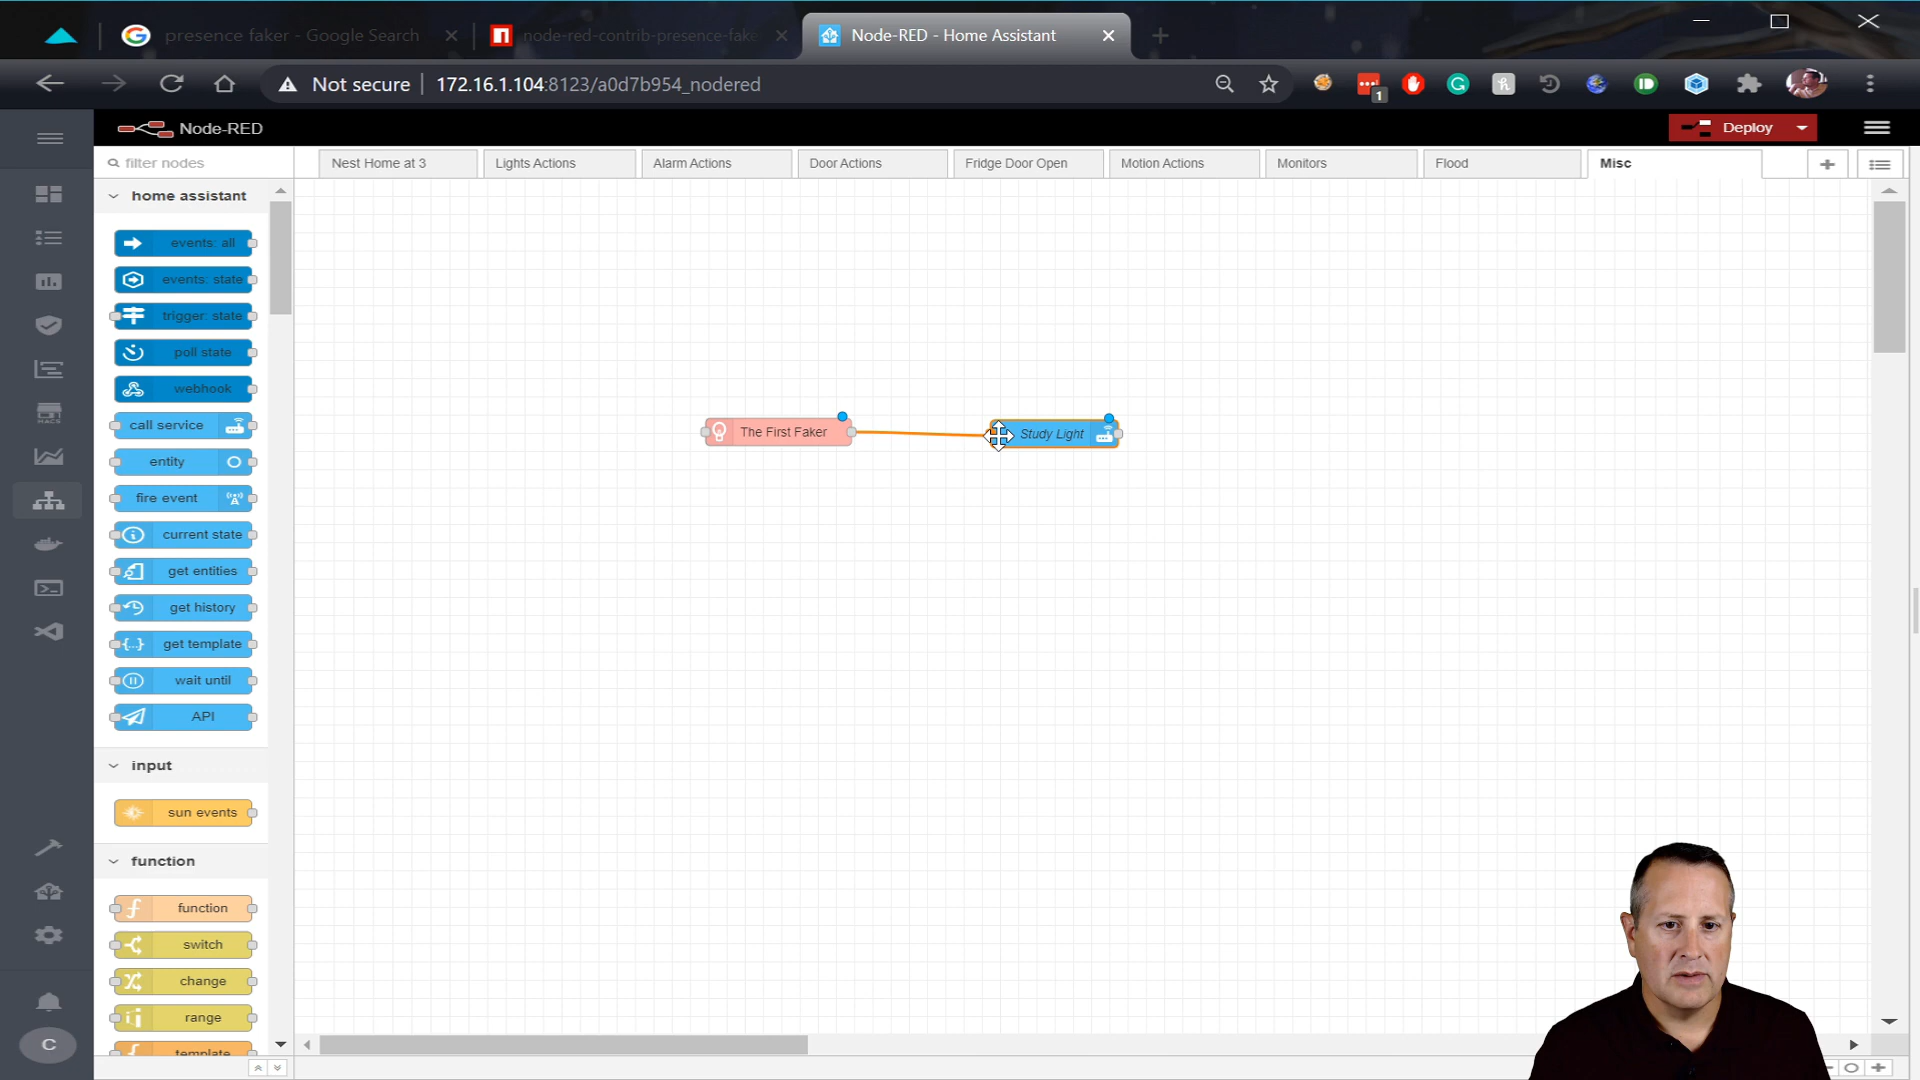 presence faker - Google Search
node-red-contrib-presence-fake
Node-RED - Home Assistant
Not secure
172.16.1.104:8123/a0d7b954_nodered
1
Node-RED
Deploy
filter nodes
Nest Home at 3
Lights Actions
Alarm Actions
Door Actions
Fridge Door Open
Motion Actions
Monitors
Flood
Misc
home assistant
events: all
events: state
trigger: state
poll state
webhook
call service
entity
fire event
current state
get entities
get history
get template
wait until
API
input
sun events
function
function
switch
change
range
template
The First Faker
Study Light
HACS
C